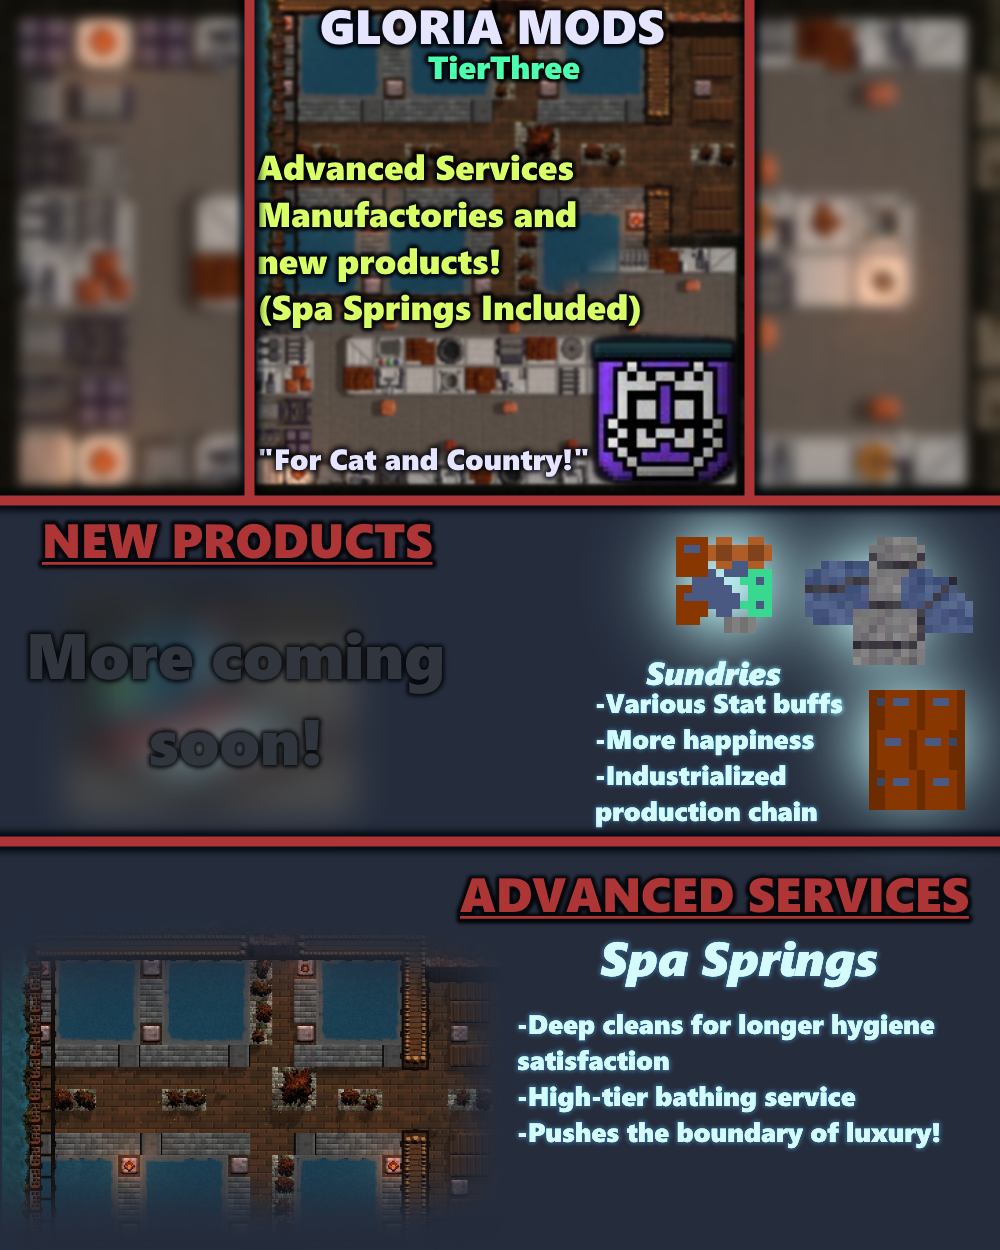 GLORIA MODS
TierThree
Advanced Services
Manufactories and
new products!
(Spa Springs Included)
"For Cat and Country!"
NEW PRODUCTS
More coming
soon!
Sundries
-Various Stat buffs
-More happiness
-Industrialized
production chain
ADVANCED SERVICES
Spa Springs
-Deep cleans for longer hygiene
satisfaction
-High-tier bathing service
-Pushes the boundary of luxury!